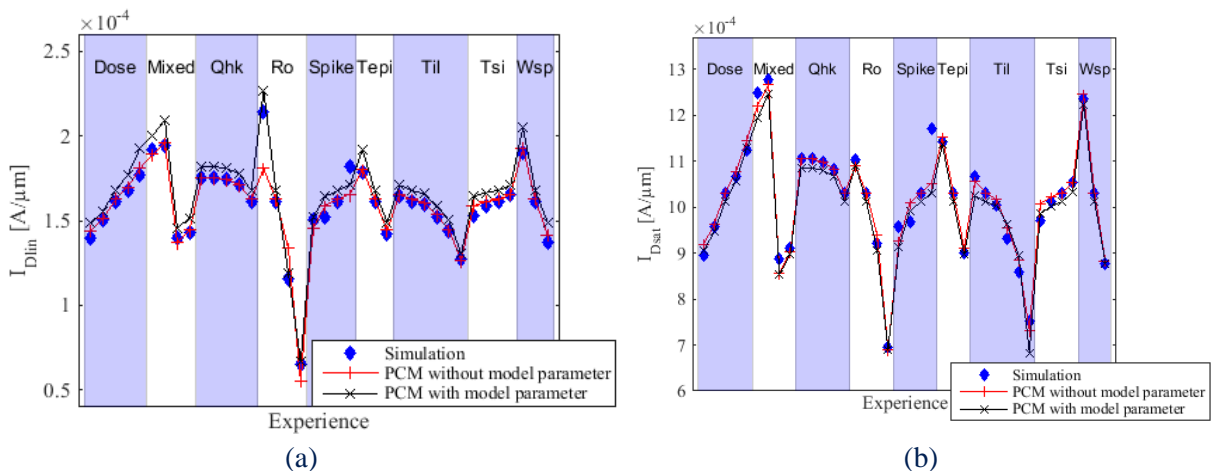 ×10⁻⁴
2.5
2
1.5
1
0.5
I_Dlin [A/μm]
Dose Mixed Qhk Ro Spike Tepi Til Tsi Wsp
Simulation
PCM without model parameter
PCM with model parameter
Experience
(a)
×10⁻⁴
13
12
11
10
9
8
7
6
I_Dsat [A/μm]
Dose Mixed Qhk Ro Spike Tepi Til Tsi Wsp
Simulation
PCM without model parameter
PCM with model parameter
Experience
(b)